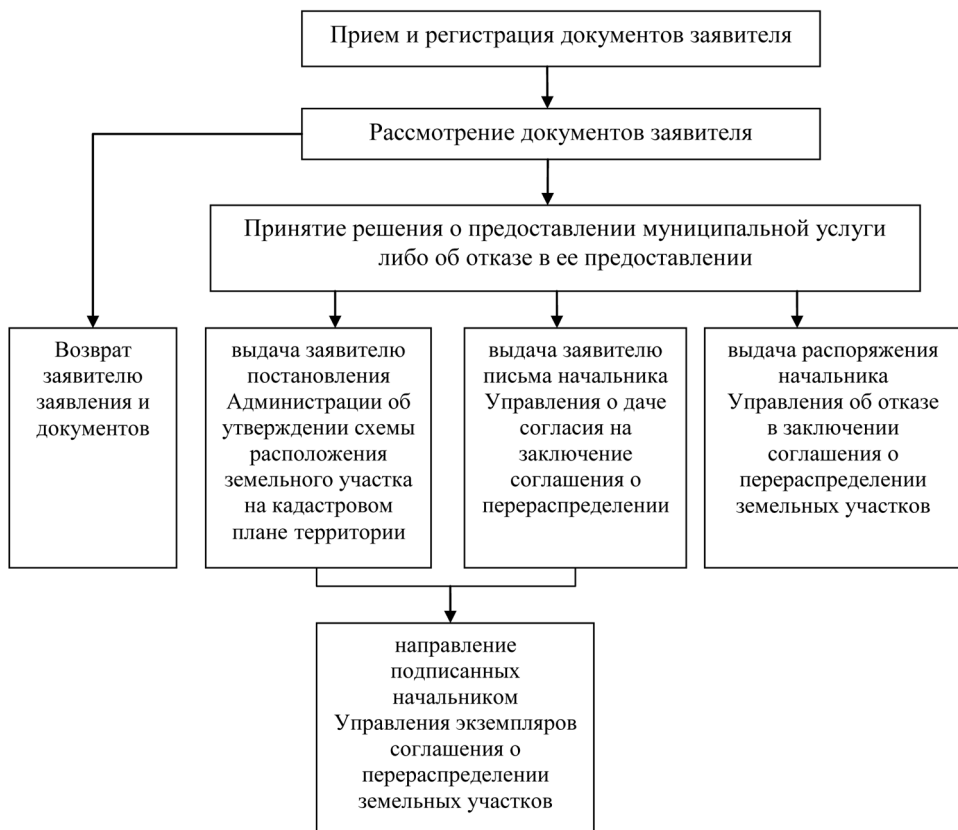 Прием и регистрация документов заявителя
Рассмотрение документов заявителя
Принятие решения о предоставлении муниципальной услуги
либо об отказе в ее предоставлении
Возврат
заявителю
заявления и
документов
выдача заявителю
постановления
Администрации об
утверждении схемы
расположения
земельного участка
на кадастровом
плане территории
выдача заявителю
письма начальника
Управления о даче
согласия на
заключение
соглашения о
перераспределении
выдача распоряжения
начальника
Управления об отказе
в заключении
соглашения о
перераспределении
земельных участков
направление
подписанных
начальником
Управления экземпляров
соглашения о
перераспределении
земельных участков